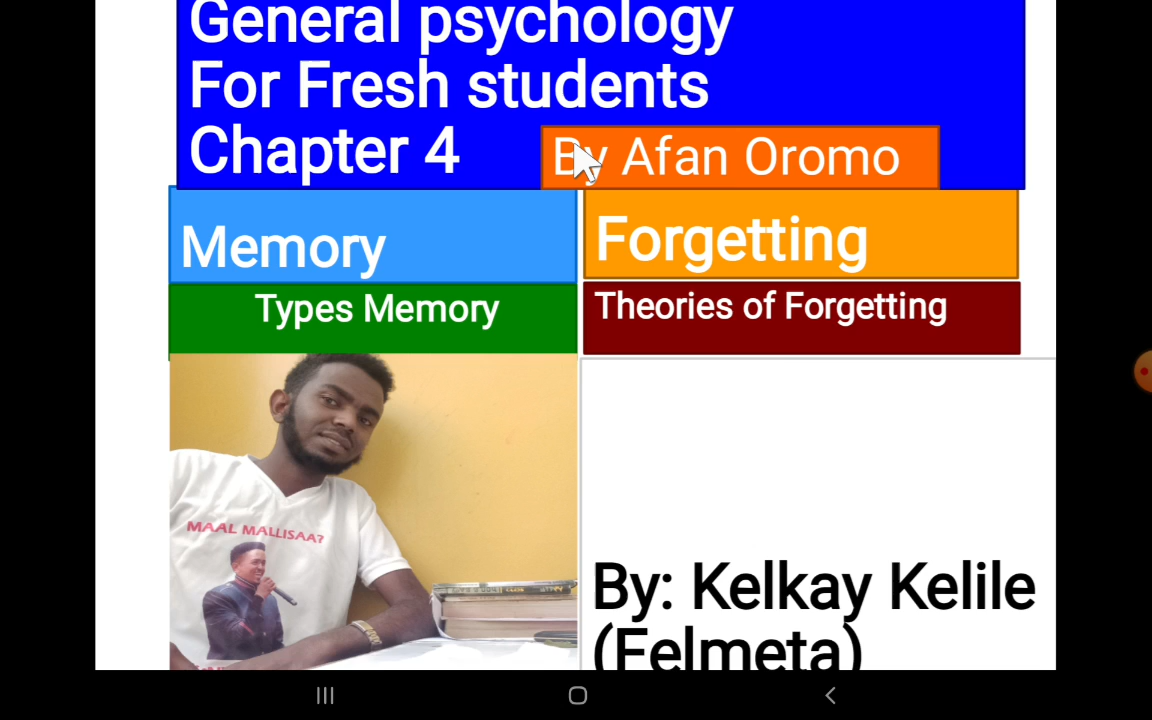 General psychology
For Fresh students
Chapter 4
By Afan Oromo
Memory
Forgetting
Types Memory
Theories of Forgetting
MAAL MALLISAA?
By: Kelkay Kelile
(Felmeta)